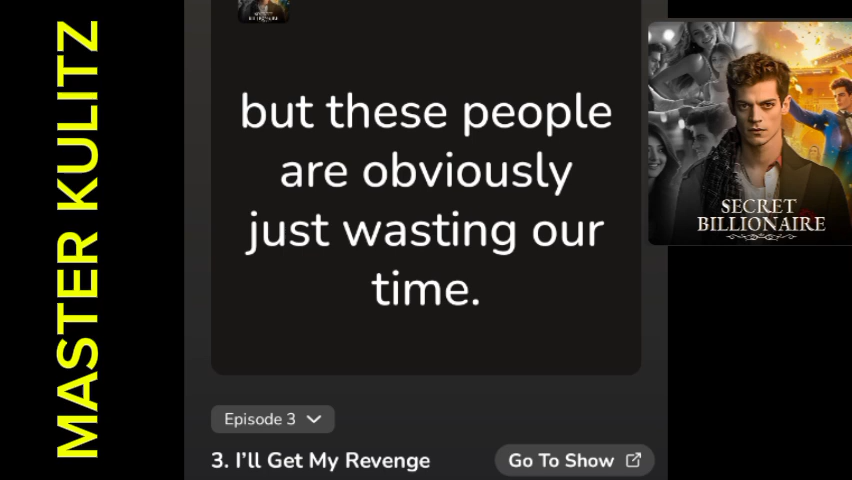 MASTER KULITZ
but these people
are obviously
just wasting our
time.
SECRET
BILLIONAIRE
Episode 3
3. I'll Get My Revenge
Go To Show